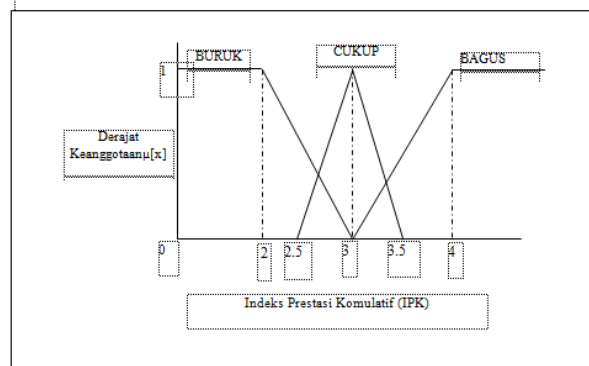 BURUK
CUKUP
BAGUS
1
Derajat
Keanggotaanμ[x]
0
2
2.5
3
3.5
4
Indeks Prestasi Komulatif (IPK)